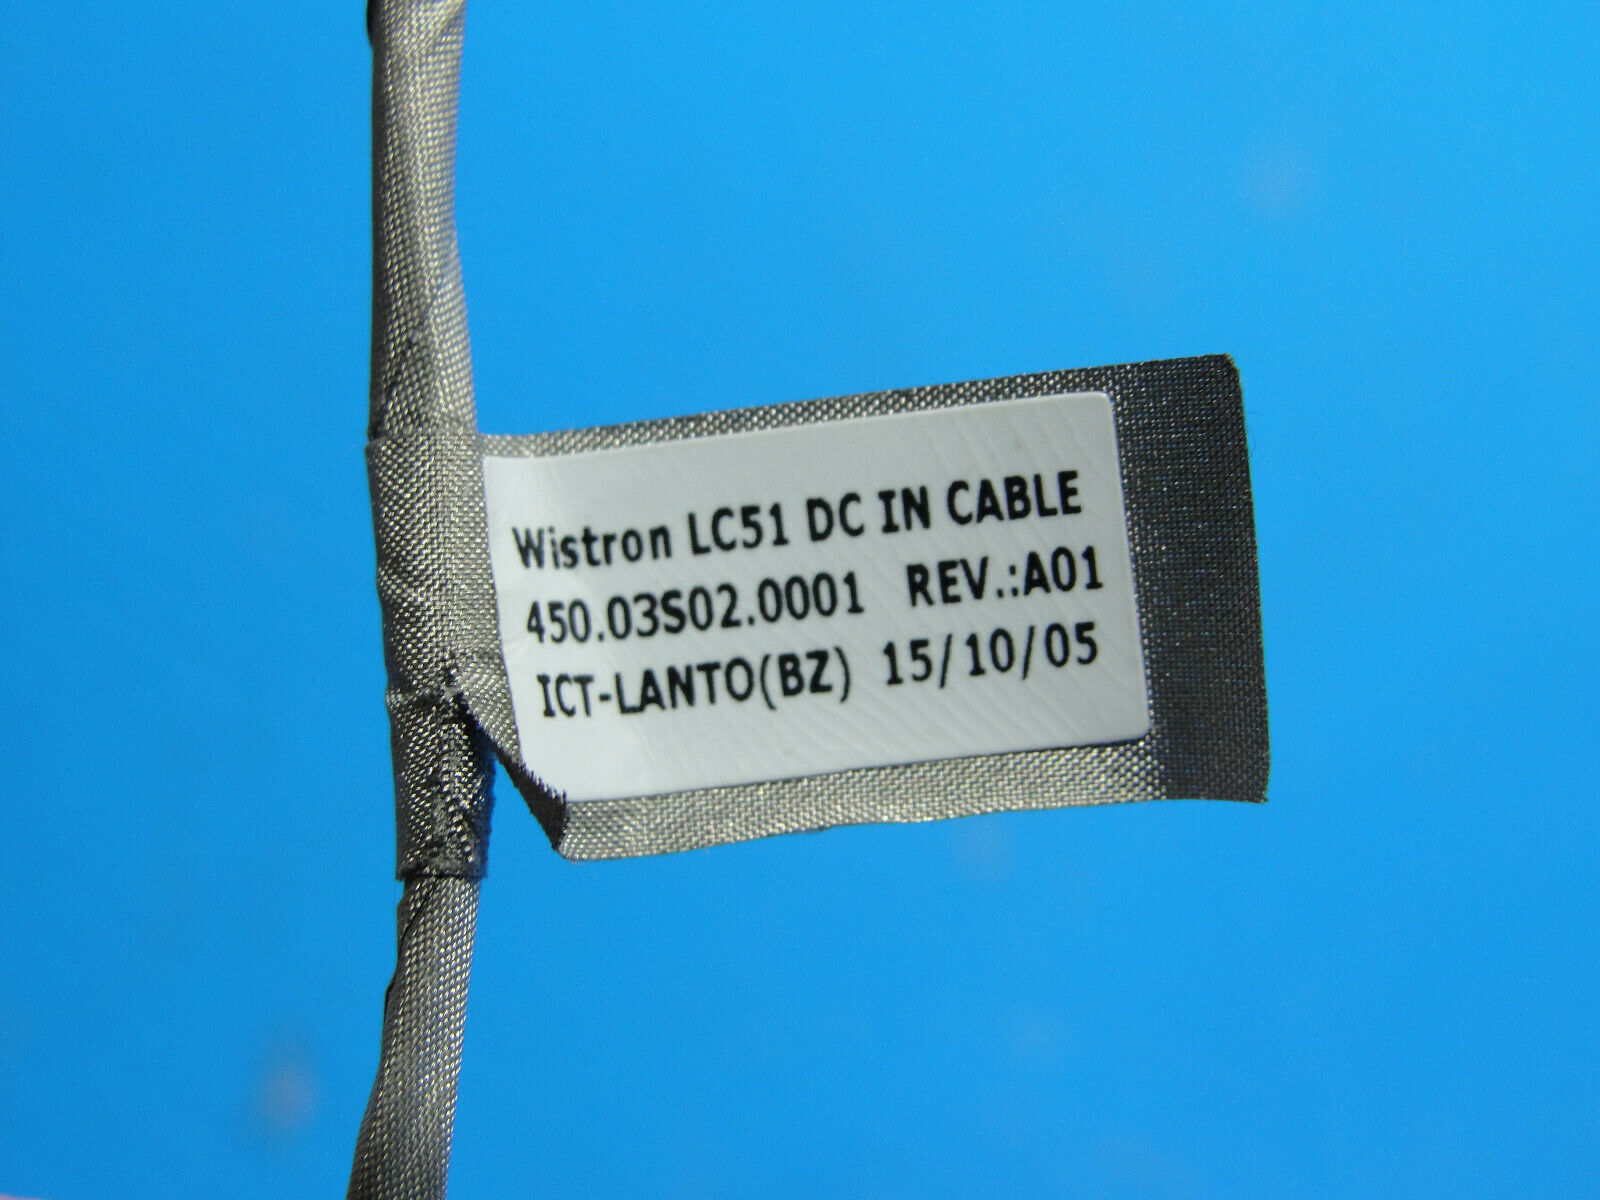 Wistron LC51 DC IN CABLE
450.03S02.0001 REV.:A01
ICT-LANTO(BZ) 15/10/05